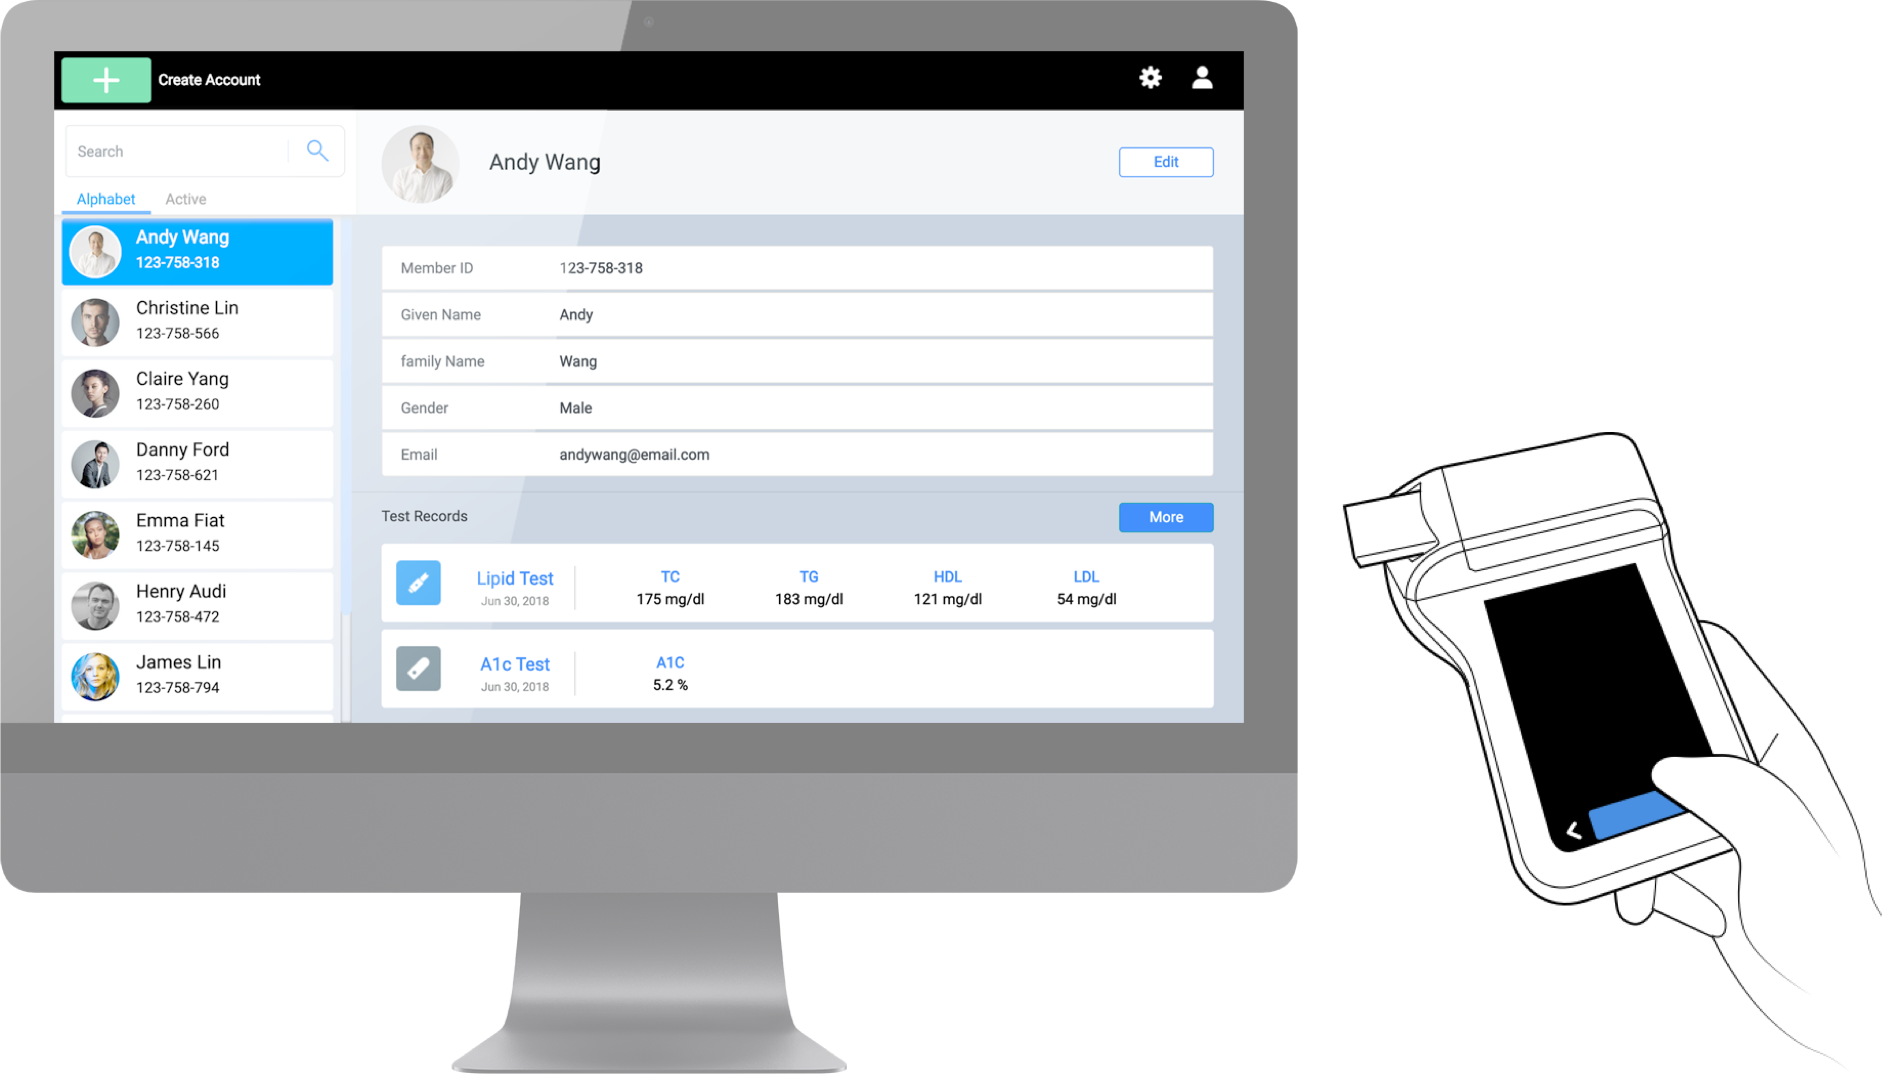 Create Account
Search
Alphabet Active
Andy Wang
123-758-318
Christine Lin
123-758-566
Claire Yang
123-758-260
Danny Ford
123-758-621
Emma Fiat
123-758-145
Henry Audi
123-758-472
James Lin
123-758-794
Andy Wang
Edit
Member ID 123-758-318
Given Name Andy
family Name Wang
Gender Male
Email andywang@email.com
Test Records
More
Lipid Test
Jun 30, 2018
TC TG HDL LDL
175 mg/dl 183 mg/dl 121 mg/dl 54 mg/dl
A1c Test
Jun 30, 2018
A1C
5.2 %